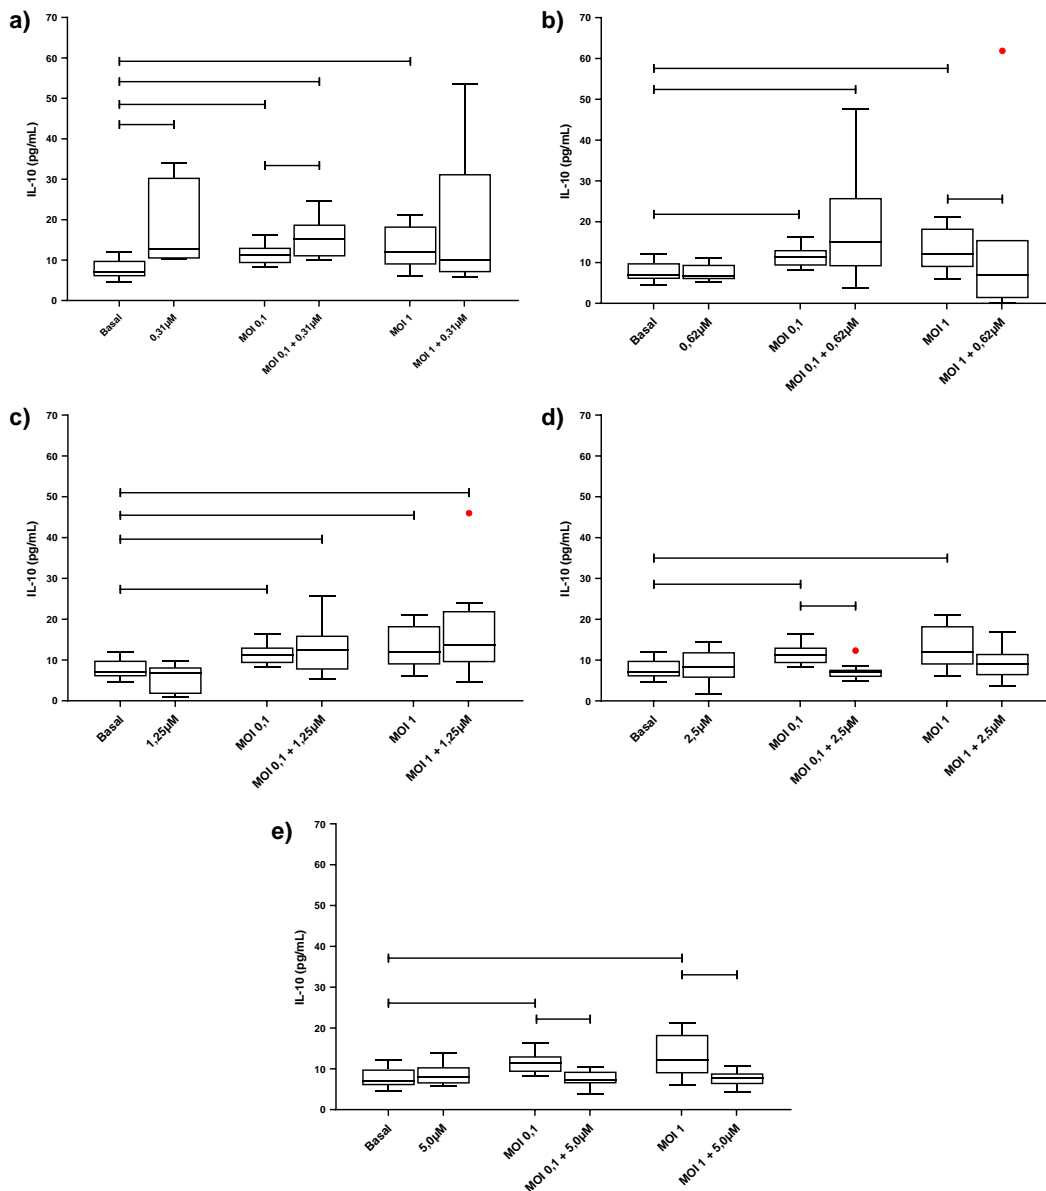 a)
IL-10 (pg/mL)
70
60
50
40
30
20
10
0
Basal
0,31µM
MOI 0,1
MOI 0,1 + 0,31µM
MOI 1
MOI 1 + 0,31µM
b)
IL-10 (pg/mL)
70
60
50
40
30
20
10
0
Basal
0,62µM
MOI 0,1
MOI 0,1 + 0,62µM
MOI 1
MOI 1 + 0,62µM
c)
IL-10 (pg/mL)
70
60
50
40
30
20
10
0
Basal
1,25µM
MOI 0,1
MOI 0,1 + 1,25µM
MOI 1
MOI 1 + 1,25µM
d)
IL-10 (pg/mL)
70
60
50
40
30
20
10
0
Basal
2,5µM
MOI 0,1
MOI 0,1 + 2,5µM
MOI 1
MOI 1 + 2,5µM
e)
IL-10 (pg/mL)
70
60
50
40
30
20
10
0
Basal
5,0µM
MOI 0,1
MOI 0,1 + 5,0µM
MOI 1
MOI 1 + 5,0µM